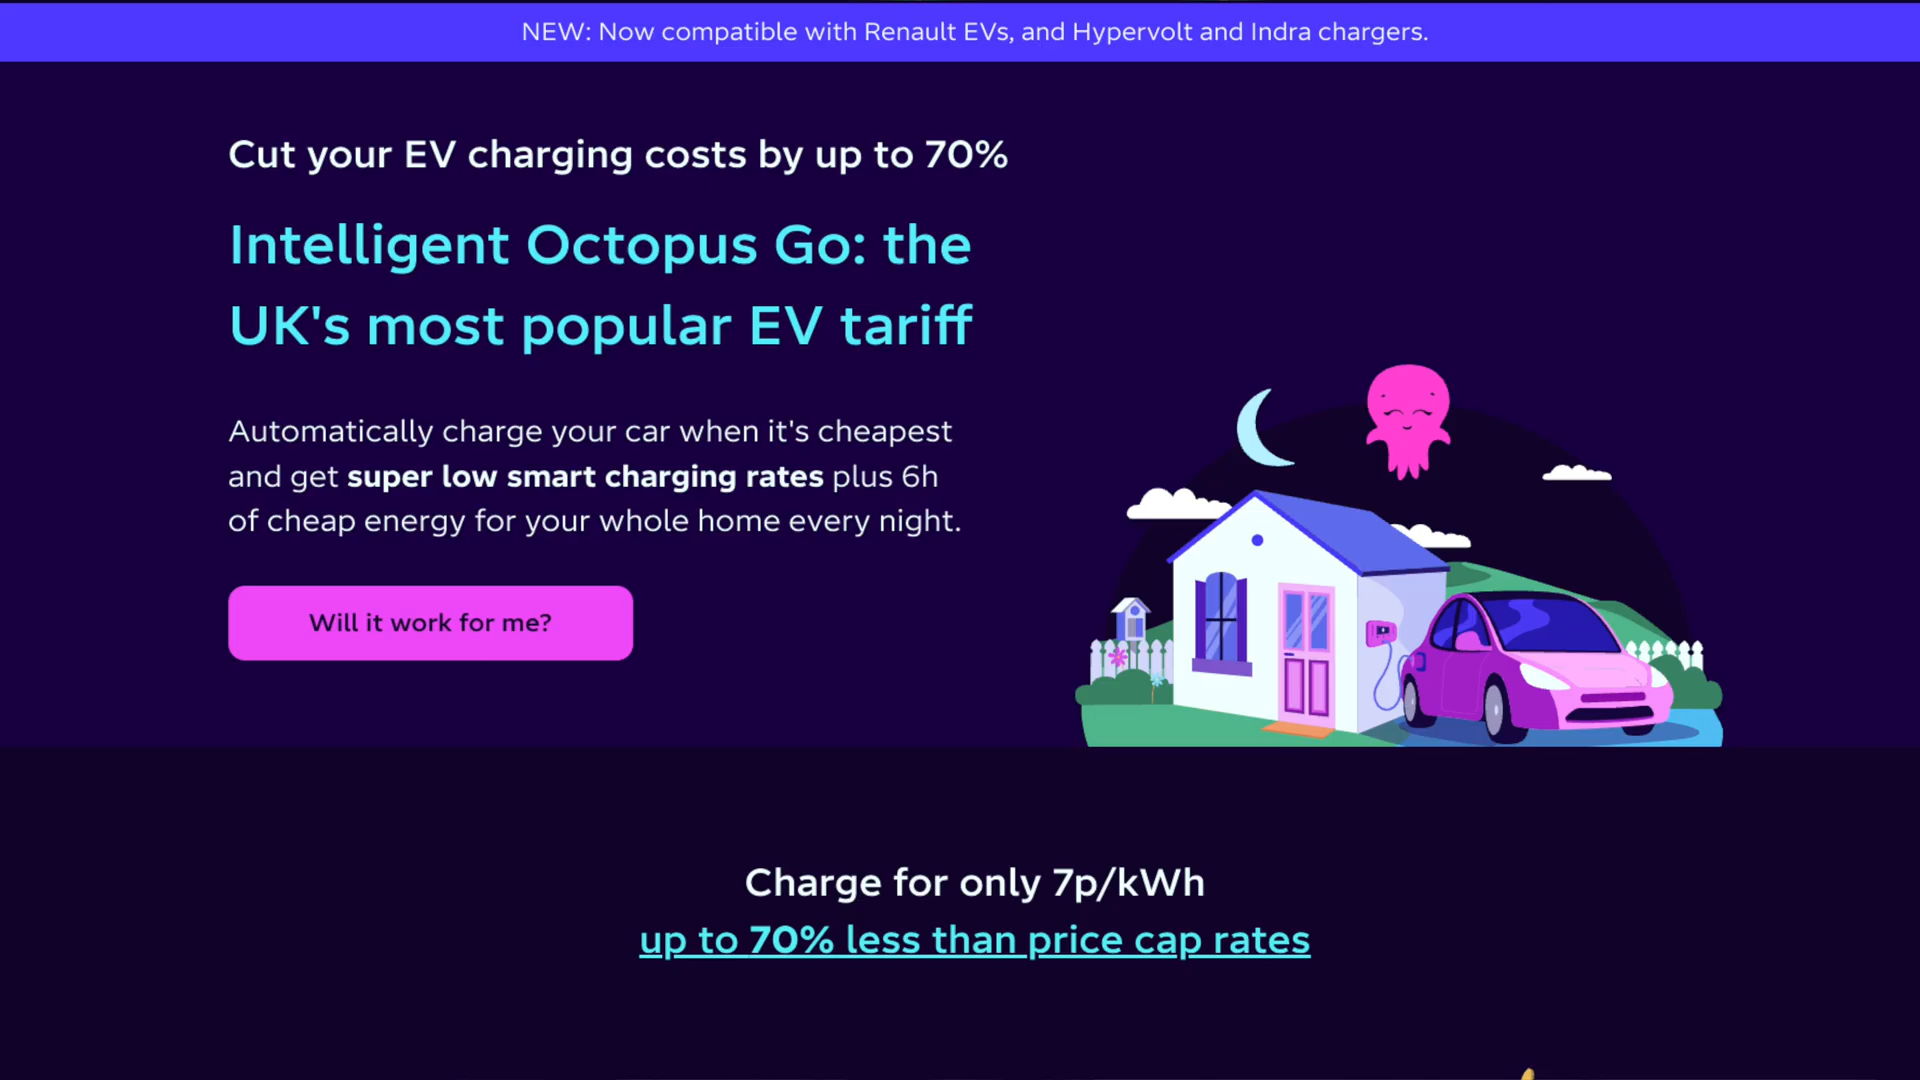 NEW: Now compatible with Renault EVs, and Hypervolt and Indra chargers.
Cut your EV charging costs by up to 70%
Intelligent Octopus Go: the
UK's most popular EV tariff
Automatically charge your car when it's cheapest
and get super low smart charging rates plus 6h
of cheap energy for your whole home every night.
Will it work for me?
Charge for only 7p/kWh
up to 70% less than price cap rates